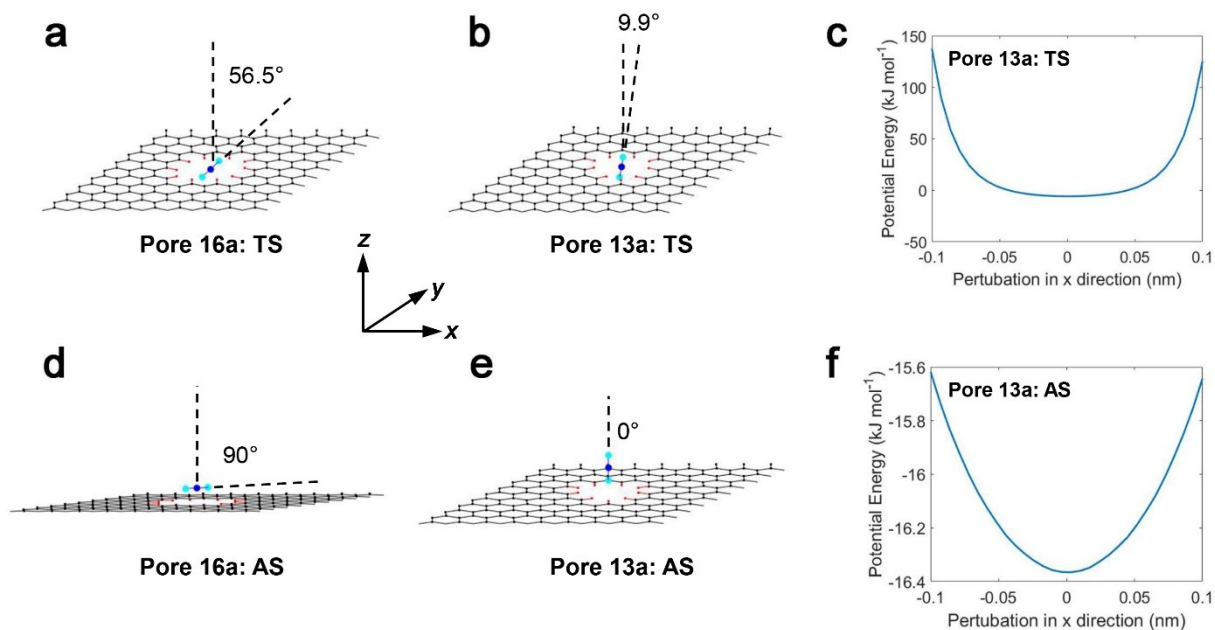 a
56.5°
Pore 16a: TS
b
9.9°
Pore 13a: TS
c
Pore 13a: TS
Potential Energy (kJ mol-1)
150
100
50
0
-50
-0.1 -0.05 0 0.05 0.1
Pertubation in x direction (nm)
z
y
x
d
90°
Pore 16a: AS
e
0°
Pore 13a: AS
f
Pore 13a: AS
Potential Energy (kJ mol-1)
-15.6
-15.8
-16
-16.2
-16.4
-0.1 -0.05 0 0.05 0.1
Pertubation in x direction (nm)